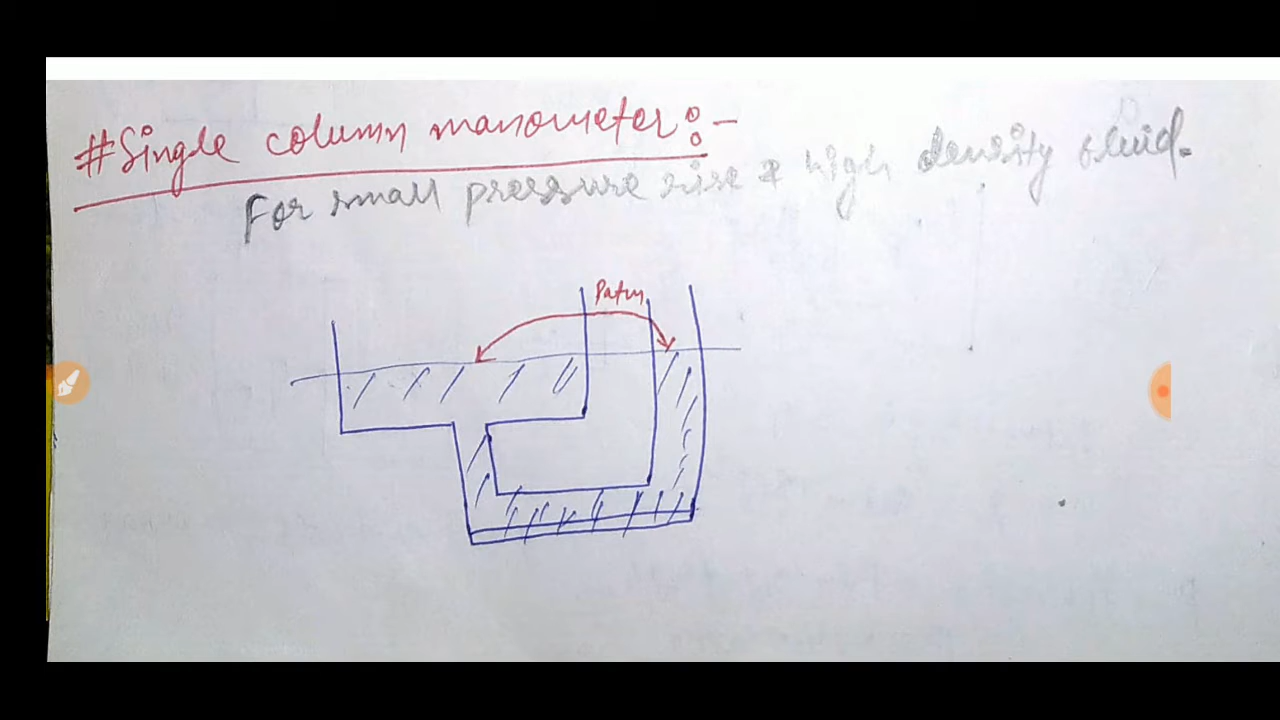 #Single column manometer:-
For small pressure rise & high density fluid.
Patm